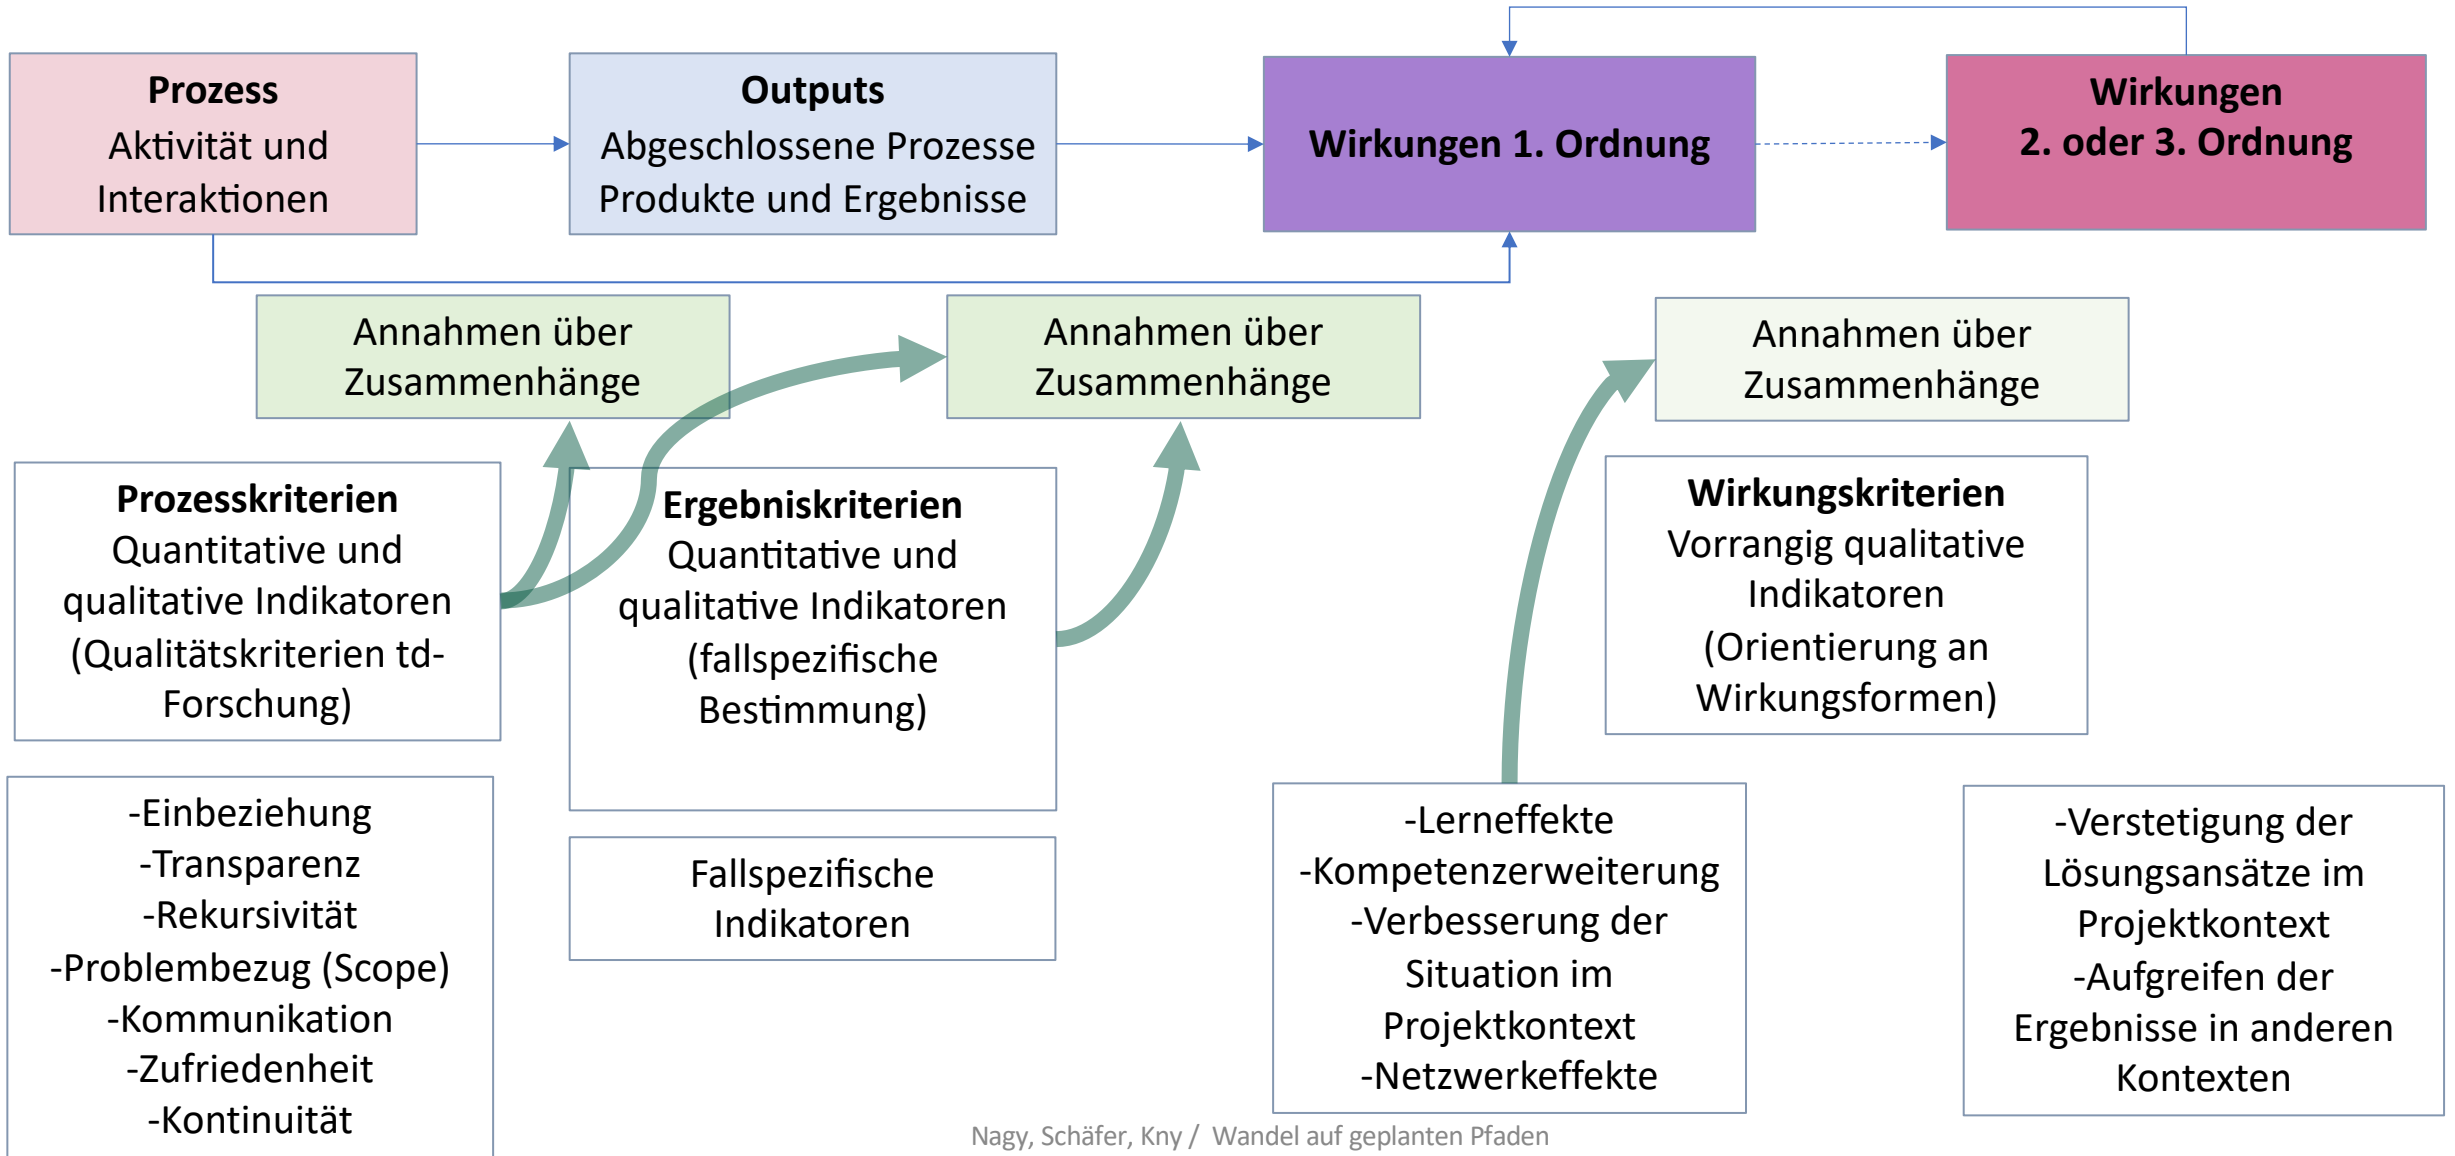 Prozess
Aktivität und
Interaktionen
Outputs
Abgeschlossene Prozesse
Produkte und Ergebnisse
Wirkungen 1. Ordnung
Wirkungen
2. oder 3. Ordnung
Annahmen über
Zusammenhänge
Annahmen über
Zusammenhänge
Annahmen über
Zusammenhänge
Prozesskriterien
Quantitative und
qualitative Indikatoren
(Qualitätskriterien td-
Forschung)
Ergebniskriterien
Quantitative und
qualitative Indikatoren
(fallspezifische
Bestimmung)
Wirkungskriterien
Vorrangig qualitative
Indikatoren
(Orientierung an
Wirkungsformen)
-Einbeziehung
-Transparenz
-Rekursivität
-Problembezug (Scope)
-Kommunikation
-Zufriedenheit
-Kontinuität
Fallspezifische
Indikatoren
-Lerneffekte
-Kompetenzerweiterung
-Verbesserung der
Situation im
Projektkontext
-Netzwerkeffekte
-Verstetigung der
Lösungsansätze im
Projektkontext
-Aufgreifen der
Ergebnisse in anderen
Kontexten
Nagy, Schäfer, Kny / Wandel auf geplanten Pfaden